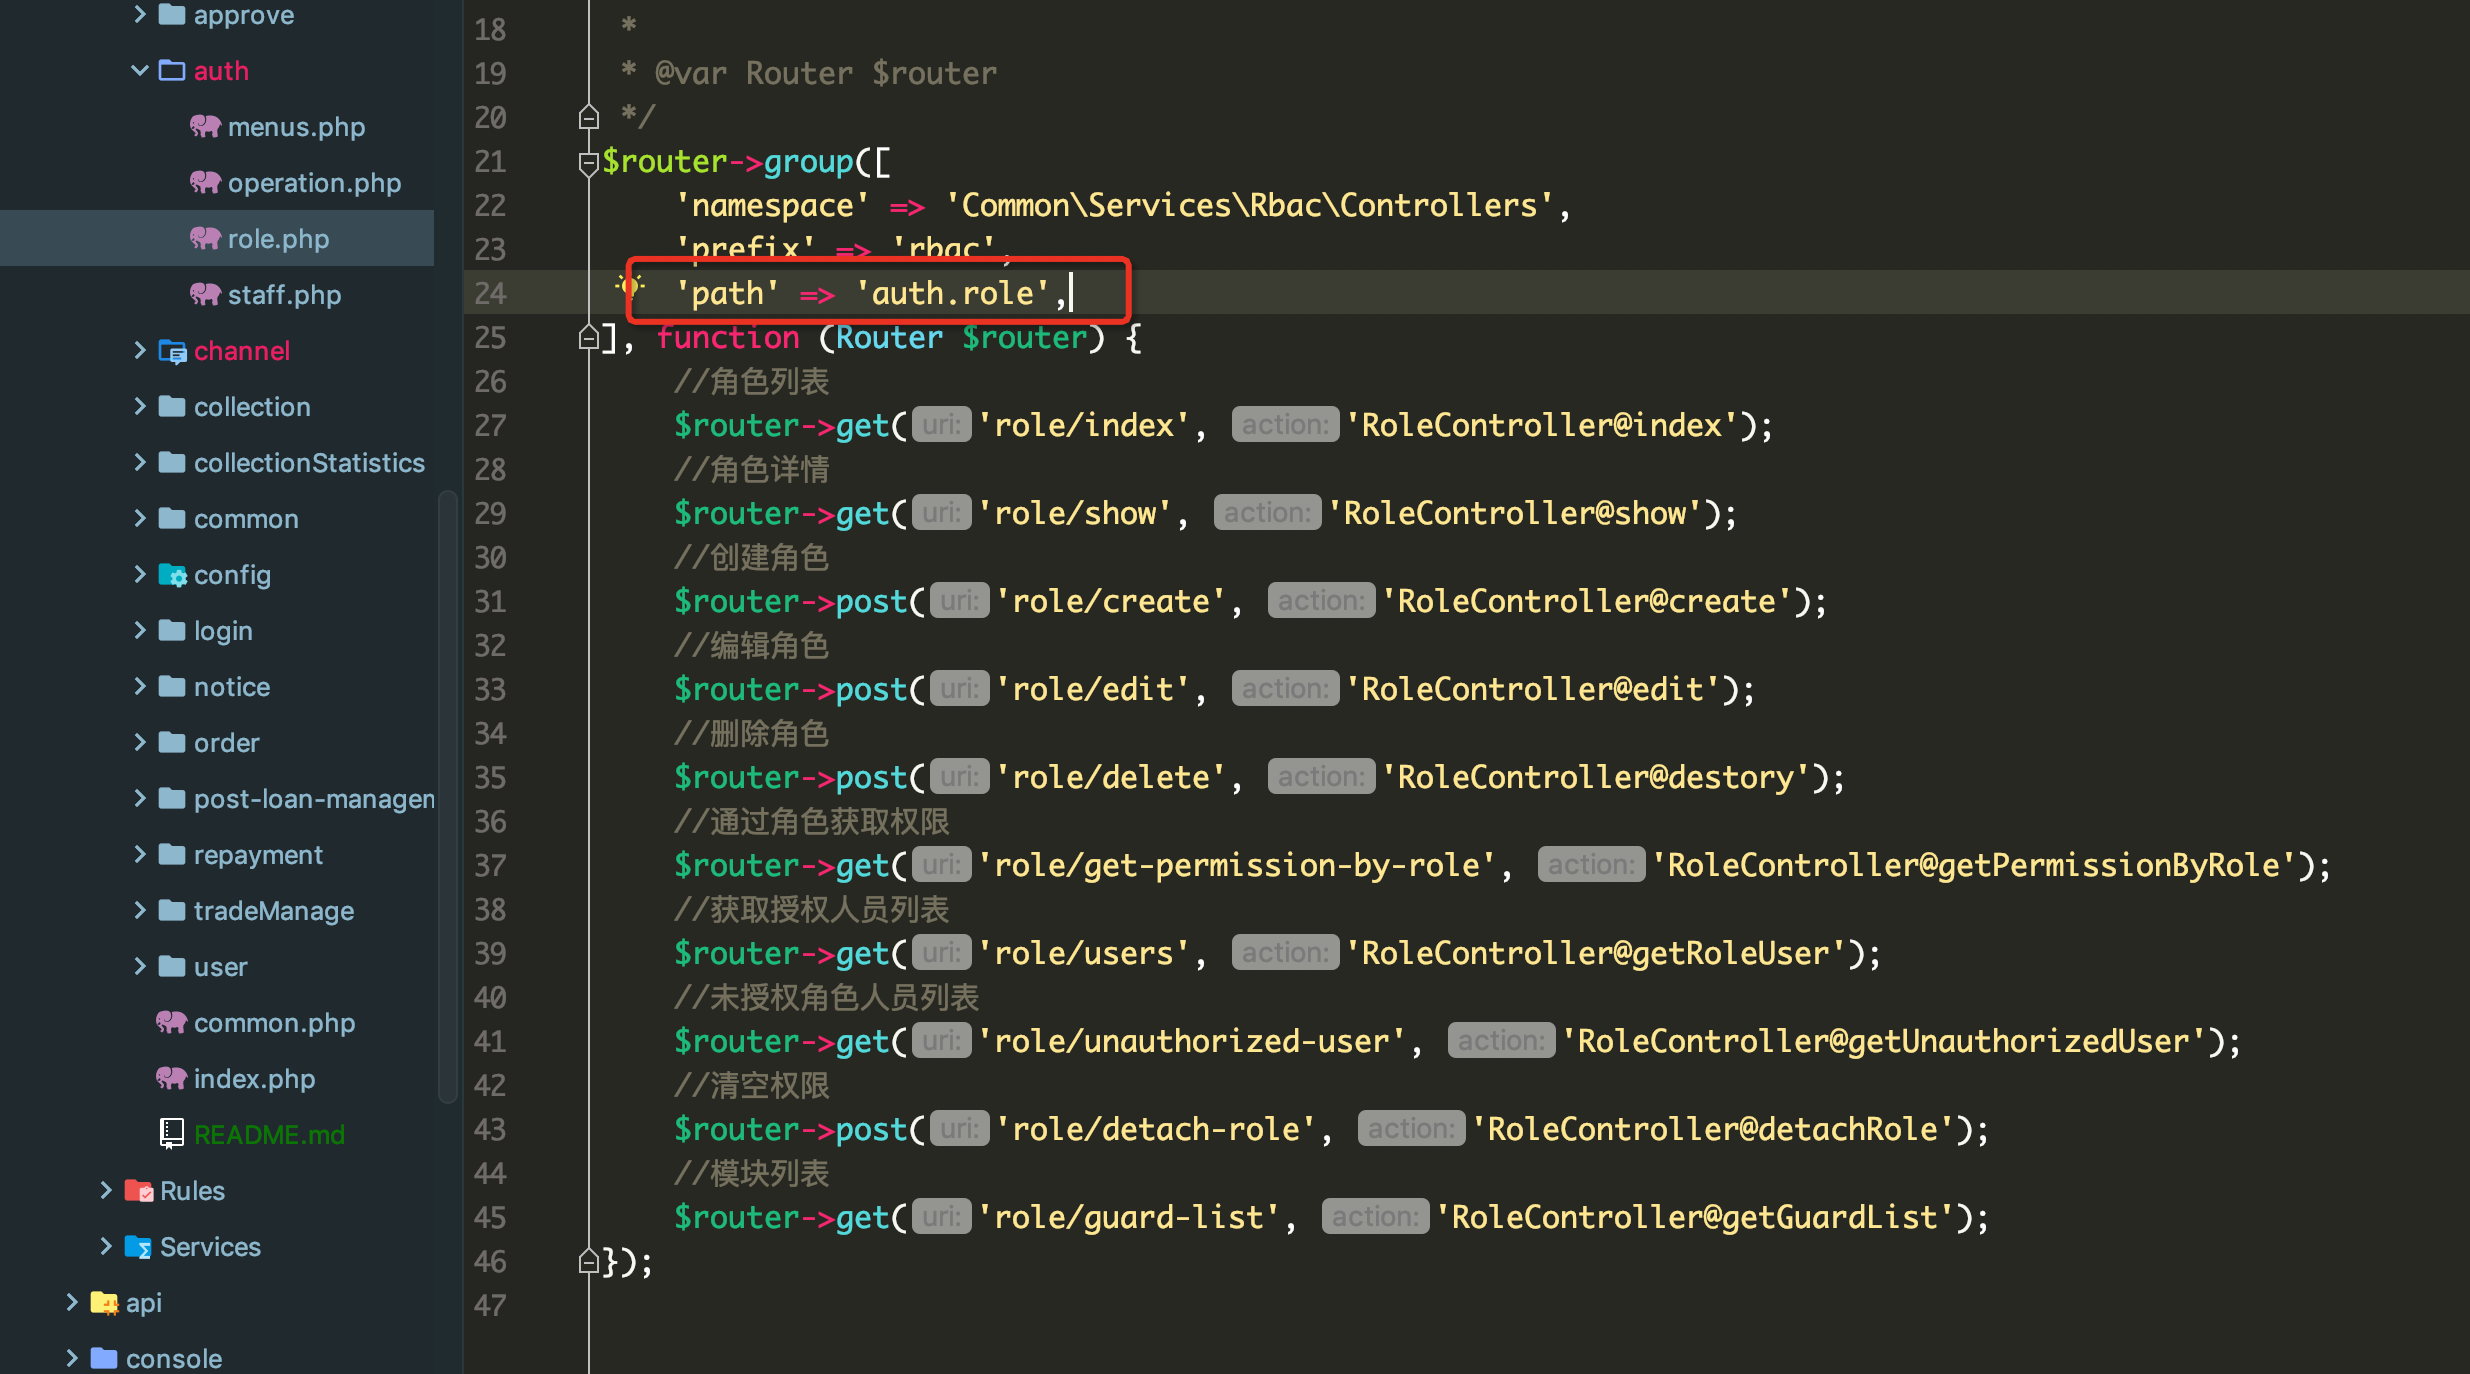 approve
auth
menus.php
operation.php
role.php
staff.php
channel
collection
collectionStatistics
common
config
login
notice
order
post-loan-managem
repayment
tradeManage
user
common.php
index.php
README.md
Rules
Services
api
console
18 *
19 * @var Router $router
20 */
21 $router->group([
22 'namespace' => 'Common\Services\Rbac\Controllers',
23 'prefix' => 'rbac',
24 'path' => 'auth.role',
25 ], function (Router $router) {
26 //角色列表
27 $router->get( uri: 'role/index', action: 'RoleController@index');
28 //角色详情
29 $router->get( uri: 'role/show', action: 'RoleController@show');
30 //创建角色
31 $router->post( uri: 'role/create', action: 'RoleController@create');
32 //编辑角色
33 $router->post( uri: 'role/edit', action: 'RoleController@edit');
34 //删除角色
35 $router->post( uri: 'role/delete', action: 'RoleController@destory');
36 //通过角色获取权限
37 $router->get( uri: 'role/get-permission-by-role', action: 'RoleController@getPermissionByRole');
38 //获取授权人员列表
39 $router->get( uri: 'role/users', action: 'RoleController@getRoleUser');
40 //未授权角色人员列表
41 $router->get( uri: 'role/unauthorized-user', action: 'RoleController@getUnauthorizedUser');
42 //清空权限
43 $router->post( uri: 'role/detach-role', action: 'RoleController@detachRole');
44 //模块列表
45 $router->get( uri: 'role/guard-list', action: 'RoleController@getGuardList');
46 });
47